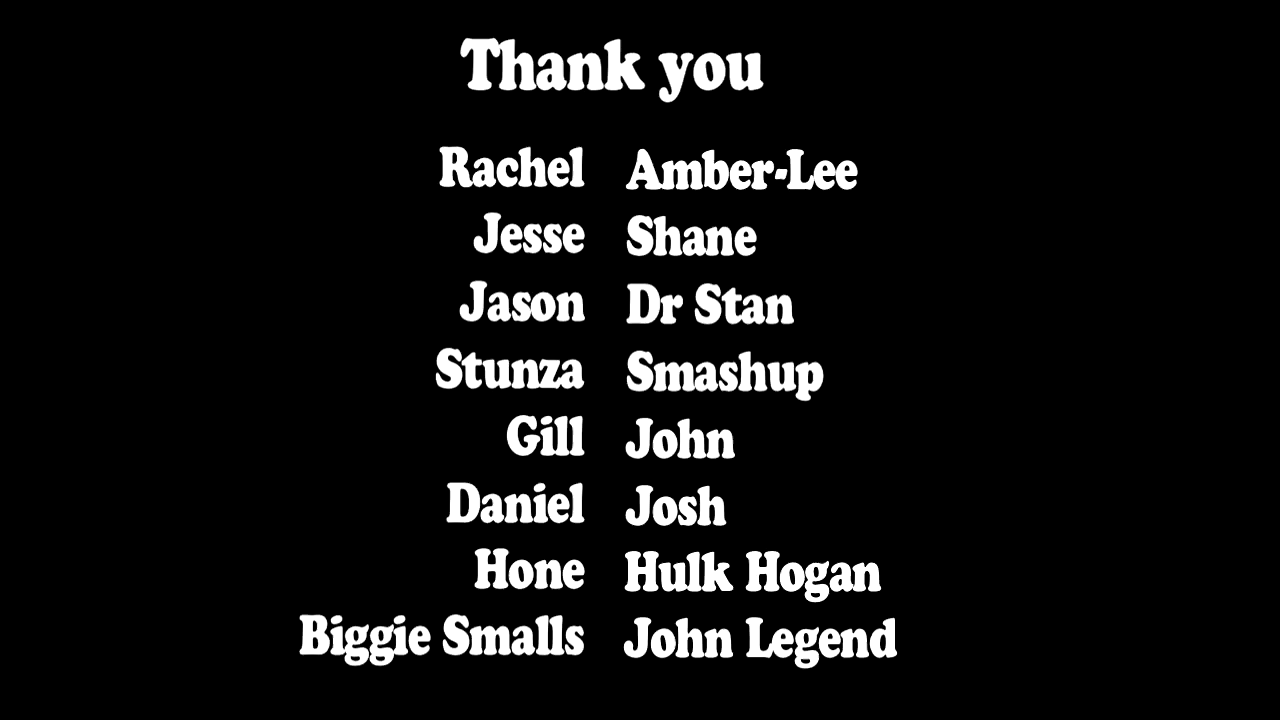 Thank you
Rachel Amber-Lee
Jesse Shane
Jason Dr Stan
Stunza Smashup
Gill John
Daniel Josh
Hone Hulk Hogan
Biggie Smalls John Legend